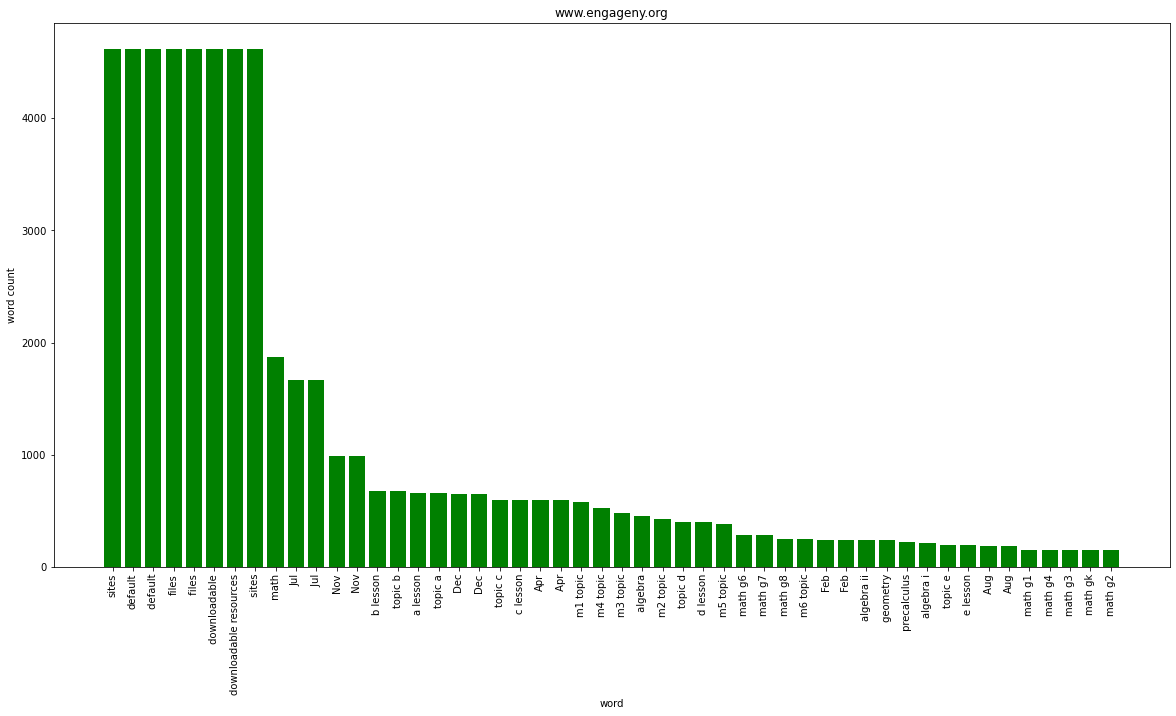 www.engageny.org
word count
4000
3000
2000
1000
0
sites
default
default
files
files
downloadable
downloadable resources
sites
math
Jul
Jul
Nov
Nov
b lesson
topic b
a lesson
topic a
Dec
Dec
topic c
c lesson
Apr
Apr
m1 topic
m4 topic
m3 topic
algebra
m2 topic
topic d
d lesson
m5 topic
math g6
math g7
math g8
m6 topic
Feb
Feb
algebra ii
geometry
precalculus
algebra i
topic e
e lesson
Aug
Aug
math g1
math g4
math g3
math gk
math g2
word